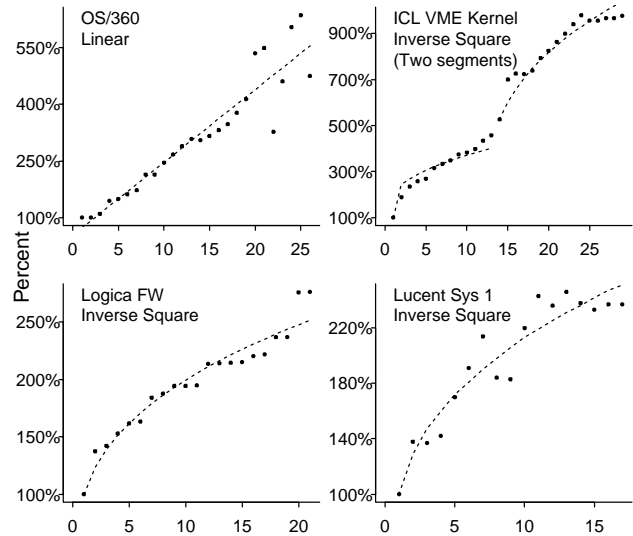 OS/360
Linear
550%
400%
250%
100%
0 5 10 15 20 25
ICL VME Kernel
Inverse Square
(Two segments)
900%
700%
500%
300%
100%
0 5 10 15 20 25
Percent
Logica FW
Inverse Square
250%
200%
150%
100%
0 5 10 15 20
Lucent Sys 1
Inverse Square
220%
180%
140%
100%
0 5 10 15